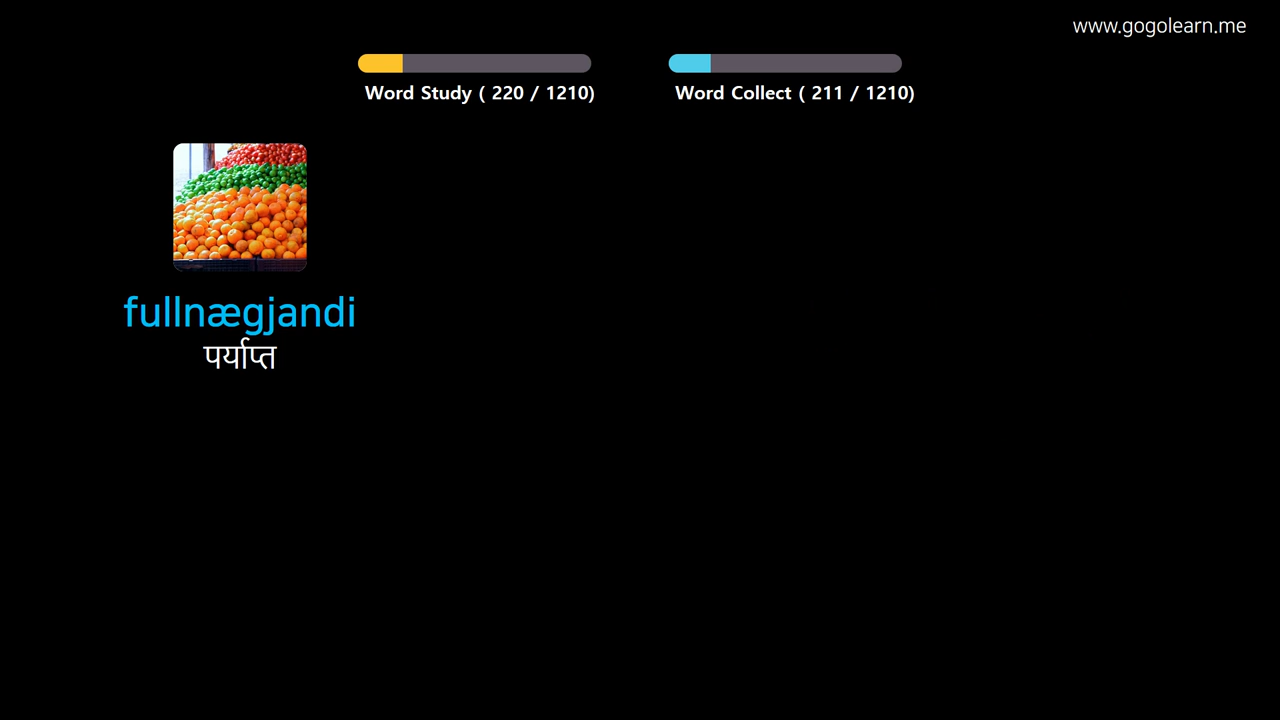 www.gogolearn.me
Word Study ( 220 / 1210)
Word Collect ( 211 / 1210)
fullnægjandi
पर्याप्त